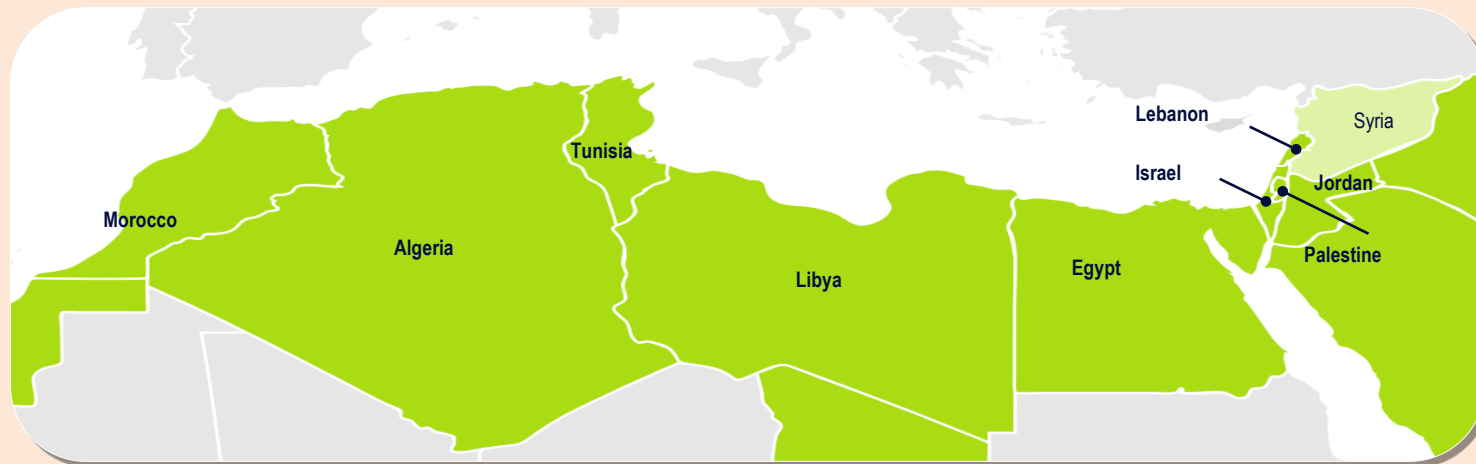 Lebanon
Syria
Tunisia
Israel
Jordan
Morocco
Algeria
Palestine
Egypt
Libya